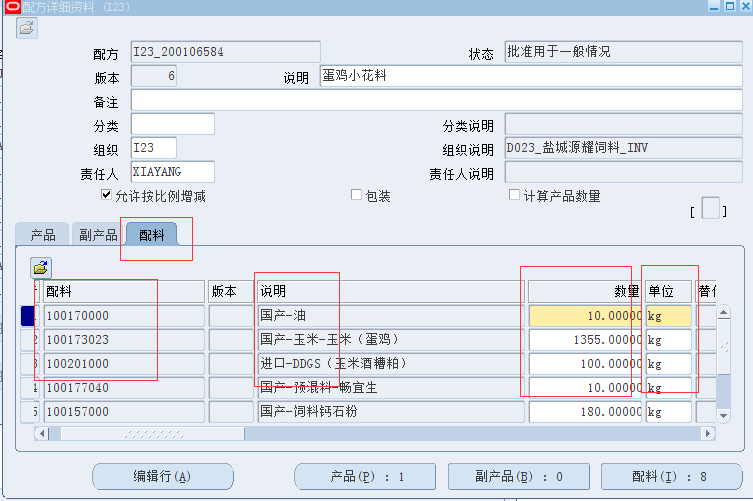 配方详细资料 (I23)
配方 I23_200106584 状态 批准用于一般情况
版本 6 说明 蛋鸡小花料
备注
分类 分类说明
组织 I23 组织说明 D023_盐城源耀饲料_INV
责任人 XIAYANG 责任人说明
允许按比例增减 包装 计算产品数量
[ ]
产品 副产品 配料
配料 版本 说明 数量 单位 替代
1 100170000 国产-油 10.00000 kg
2 100173023 国产-玉米-玉米（蛋鸡） 1355.00000 kg
3 100201000 进口-DDGS（玉米酒糟粕） 100.00000 kg
4 100177040 国产-预混料-畅宜生 10.00000 kg
5 100157000 国产-饲料钙石粉 180.00000 kg
编辑行(A) 产品(P) : 1 副产品(B) : 0 配料(I) : 8